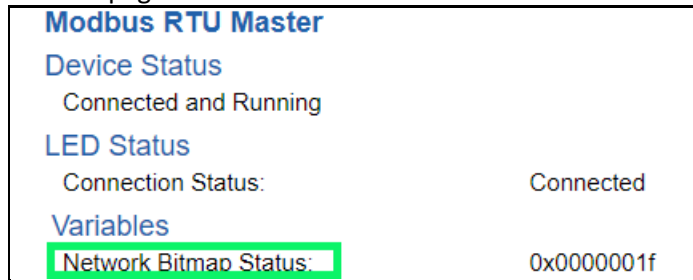 Modbus RTU Master
Device Status
Connected and Running
LED Status
Connection Status: Connected
Variables
Network Bitmap Status: 0x0000001f